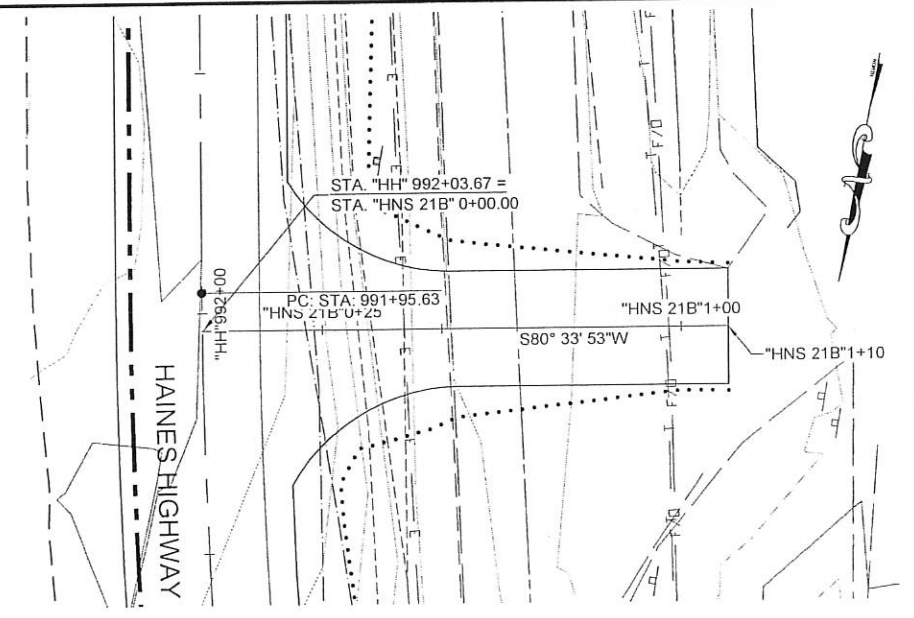 NORTH
STA. "HH" 992+03.67 =
STA. "HNS 21B" 0+00.00
"HH"992+00
PC: STA: 991+95.63
"HNS 21B"0+25
"HNS 21B"1+00
S80° 33' 53"W
"HNS 21B"1+10
HAINES HIGHWAY
E
E
E
E
E
T
T
T
T
F/O
F/O
F/O
F/O